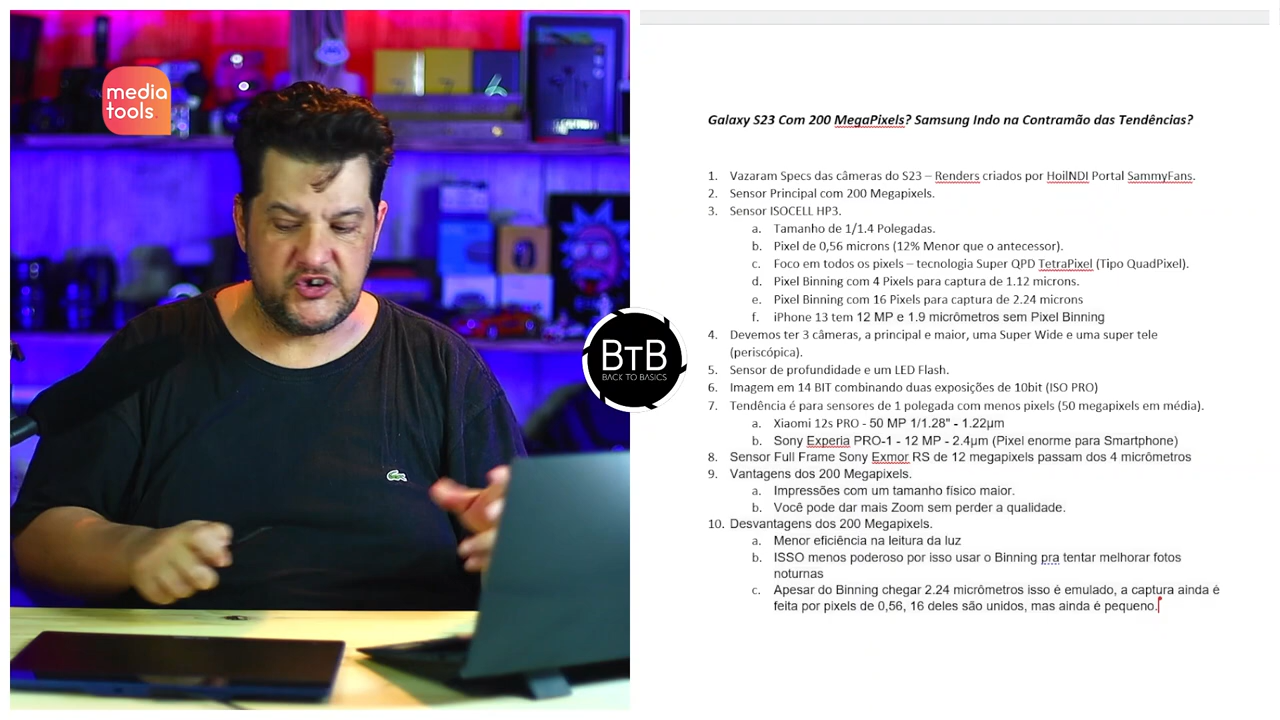 media
tools.
BTB
BACK TO BASICS
Galaxy S23 Com 200 MegaPixels? Samsung Indo na Contramão das Tendências?
1. Vazaram Specs das câmeras do S23 – Renders criados por HoilNDI Portal SammyFans.
2. Sensor Principal com 200 Megapixels.
3. Sensor ISOCELL HP3.
a. Tamanho de 1/1.4 Polegadas.
b. Pixel de 0,56 microns (12% Menor que o antecessor).
c. Foco em todos os pixels – tecnologia Super QPD TetraPixel (Tipo QuadPixel).
d. Pixel Binning com 4 Pixels para captura de 1.12 microns.
e. Pixel Binning com 16 Pixels para captura de 2.24 microns
f. iPhone 13 tem 12 MP e 1.9 micrômetros sem Pixel Binning
4. Devemos ter 3 câmeras, a principal e maior, uma Super Wide e uma super tele
(periscópica).
5. Sensor de profundidade e um LED Flash.
6. Imagem em 14 BIT combinando duas exposições de 10bit (ISO PRO)
7. Tendência é para sensores de 1 polegada com menos pixels (50 megapixels em média).
a. Xiaomi 12s PRO - 50 MP 1/1.28" - 1.22µm
b. Sony Experia PRO-1 - 12 MP - 2.4µm (Pixel enorme para Smartphone)
8. Sensor Full Frame Sony Exmor RS de 12 megapixels passam dos 4 micrômetros
9. Vantagens dos 200 Megapixels.
a. Impressões com um tamanho físico maior.
b. Você pode dar mais Zoom sem perder a qualidade.
10. Desvantagens dos 200 Megapixels.
a. Menor eficiência na leitura da luz
b. ISSO menos poderoso por isso usar o Binning pra tentar melhorar fotos
noturnas
c. Apesar do Binning chegar 2.24 micrômetros isso é emulado, a captura ainda é
feita por pixels de 0,56, 16 deles são unidos, mas ainda é pequeno.